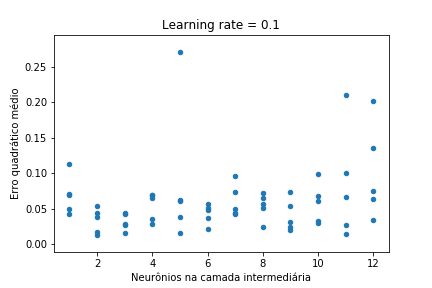 Learning rate = 0.1
Erro quadrático médio
0.25
0.20
0.15
0.10
0.05
0.00
2 4 6 8 10 12
Neurônios na camada intermediária